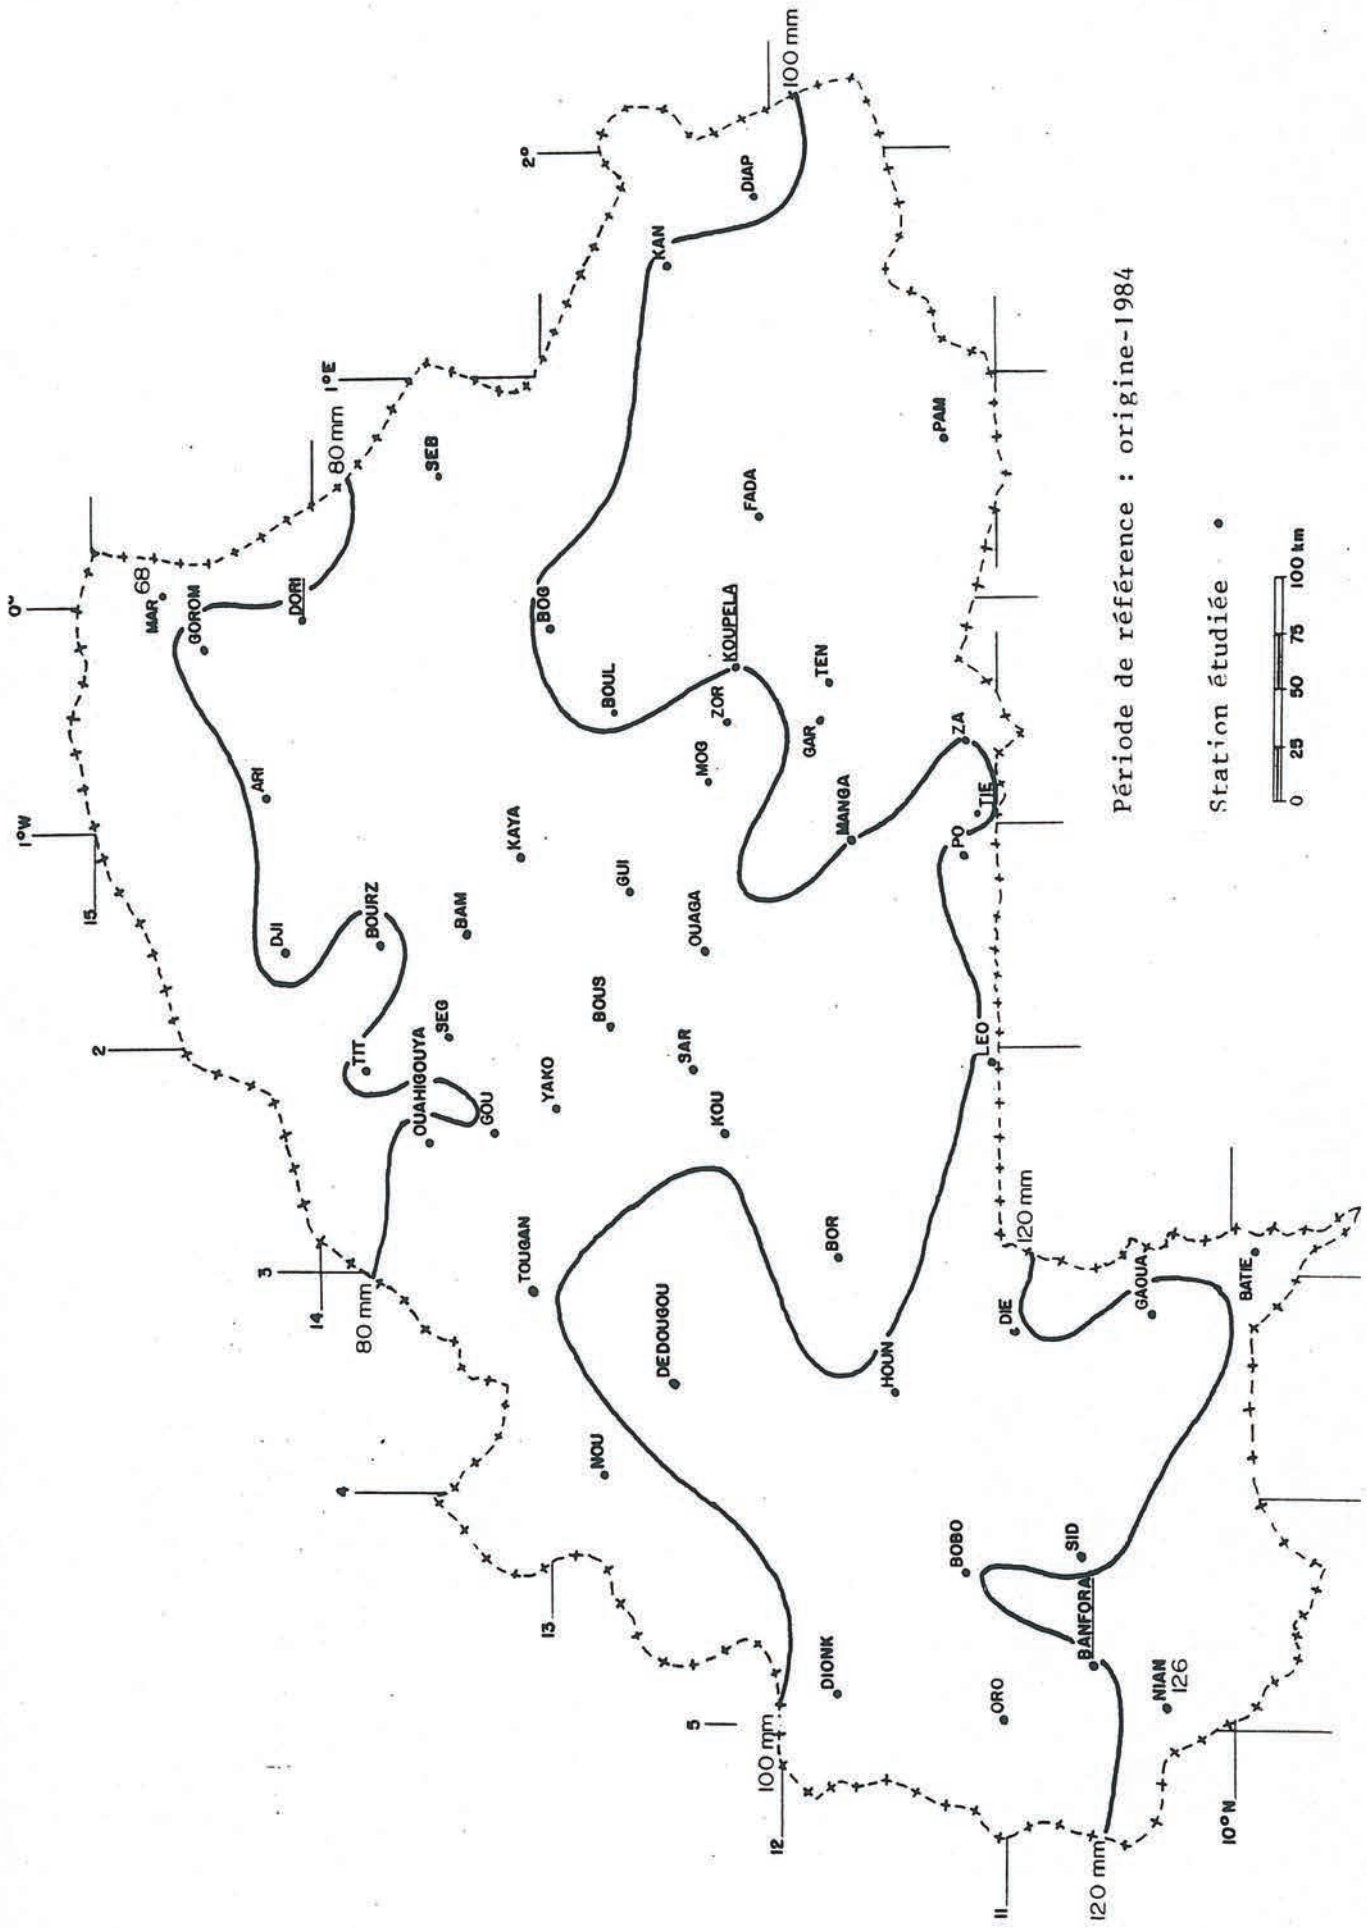 0°
1°W
15
2
3
14
80 mm
4
13
5
100 mm
12
11
120 mm
10°N
1°E
80 mm
2°
100 mm
120 mm
MAR 68
GOROM
DORI
SEB
ARI
DJI
BOURZ
BAM
KAYA
TIT
OUAHIGOUYA
SEG
GOU
YAKO
TOUGAN
BOG
BOUL
KAN
DIAP
KOUPELA
ZOR
MOG
FADA
TEN
GAR
PAM
GUI
OUAGA
BOUS
SAR
KOU
MANGA
ZA
TIE
PO
LEO
NOU
DEDOUGOU
BOR
HOUN
DIE
GAOUA
BATIE
BOBO
SID
BANFORA
DIONK
ORO
NIAN
126
Période de référence : origine-1984
Station étudiée
0 25 50 75 100 km